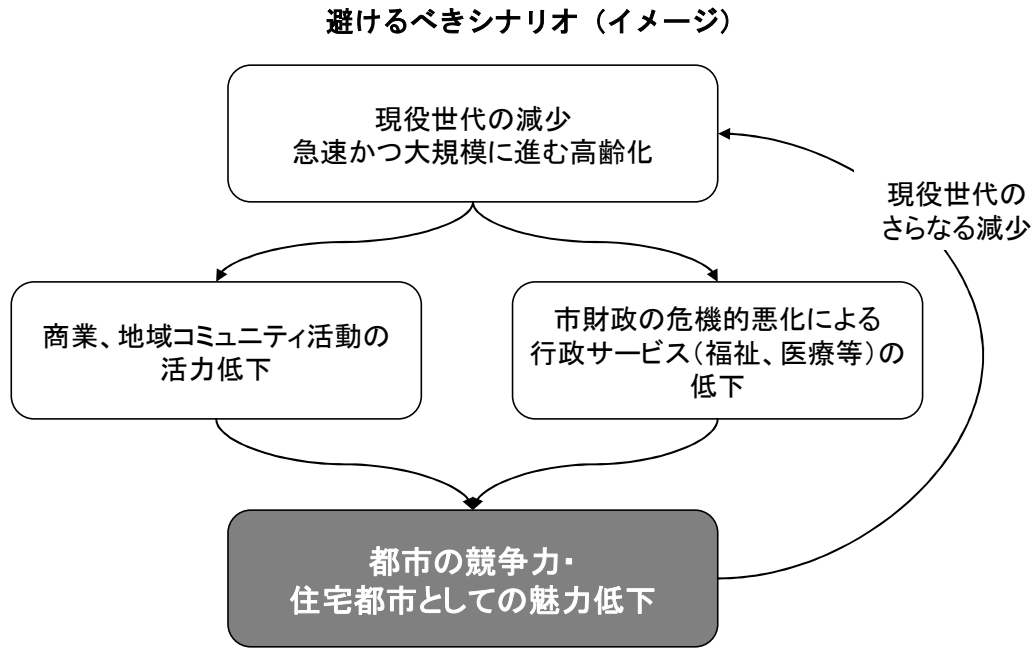 避けるべきシナリオ（イメージ）
現役世代の減少
急速かつ大規模に進む高齢化
現役世代の
さらなる減少
商業、地域コミュニティ活動の
活力低下
市財政の危機的悪化による
行政サービス（福祉、医療等）の
低下
都市の競争力・
住宅都市としての魅力低下